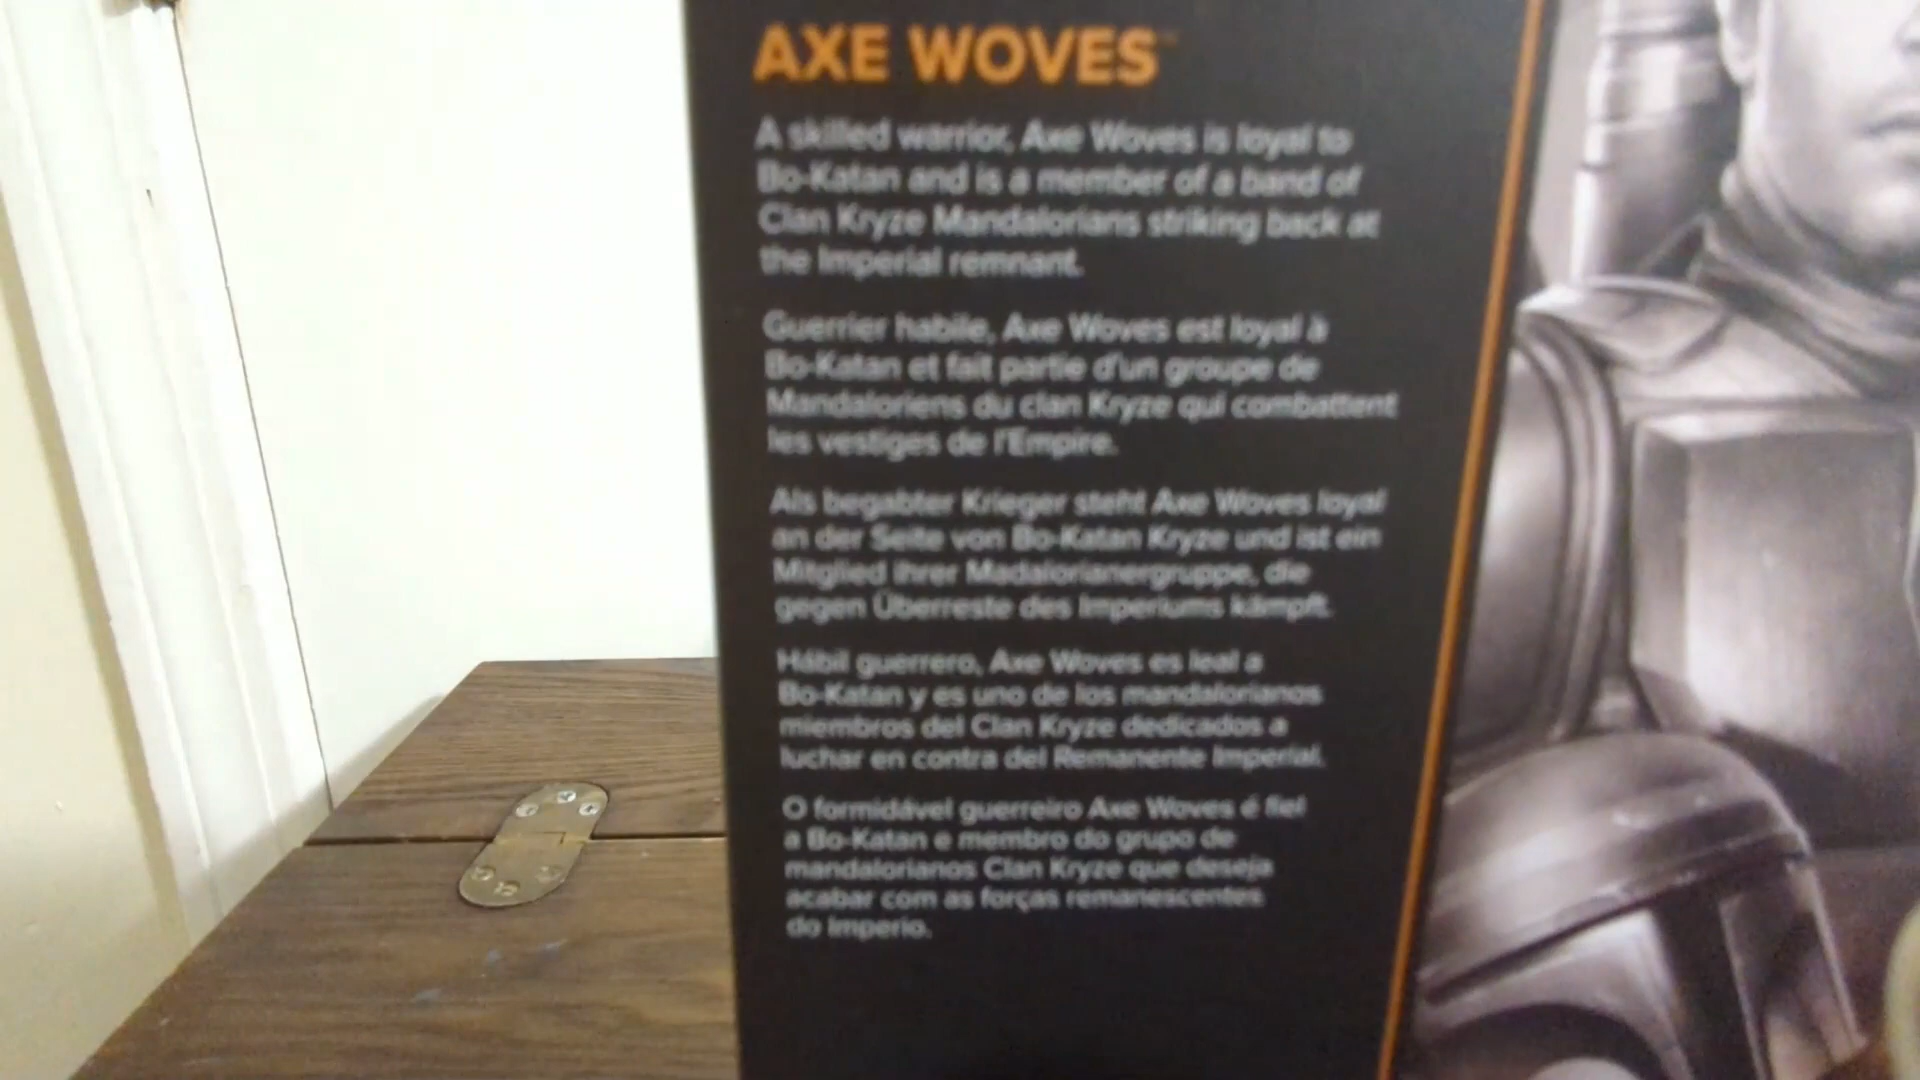 AXE WOVES™
A skilled warrior, Axe Woves is loyal to
Bo-Katan and is a member of a band of
Clan Kryze Mandalorians striking back at
the Imperial remnant.
Guerrier habile, Axe Woves est loyal à
Bo-Katan et fait partie d'un groupe de
Mandaloriens du clan Kryze qui combattent
les vestiges de l'Empire.
Als begabter Krieger steht Axe Woves loyal
an der Seite von Bo-Katan Kryze und ist ein
Mitglied ihrer Madalorianergruppe, die
gegen Überreste des Imperiums kämpft.
Hábil guerrero, Axe Woves es leal a
Bo-Katan y es uno de los mandalorianos
miembros del Clan Kryze dedicados a
luchar en contra del Remanente Imperial.
O formidável guerreiro Axe Woves é fiel
a Bo-Katan e membro do grupo de
mandalorianos Clan Kryze que deseja
acabar com as forças remanescentes
do Imperio.